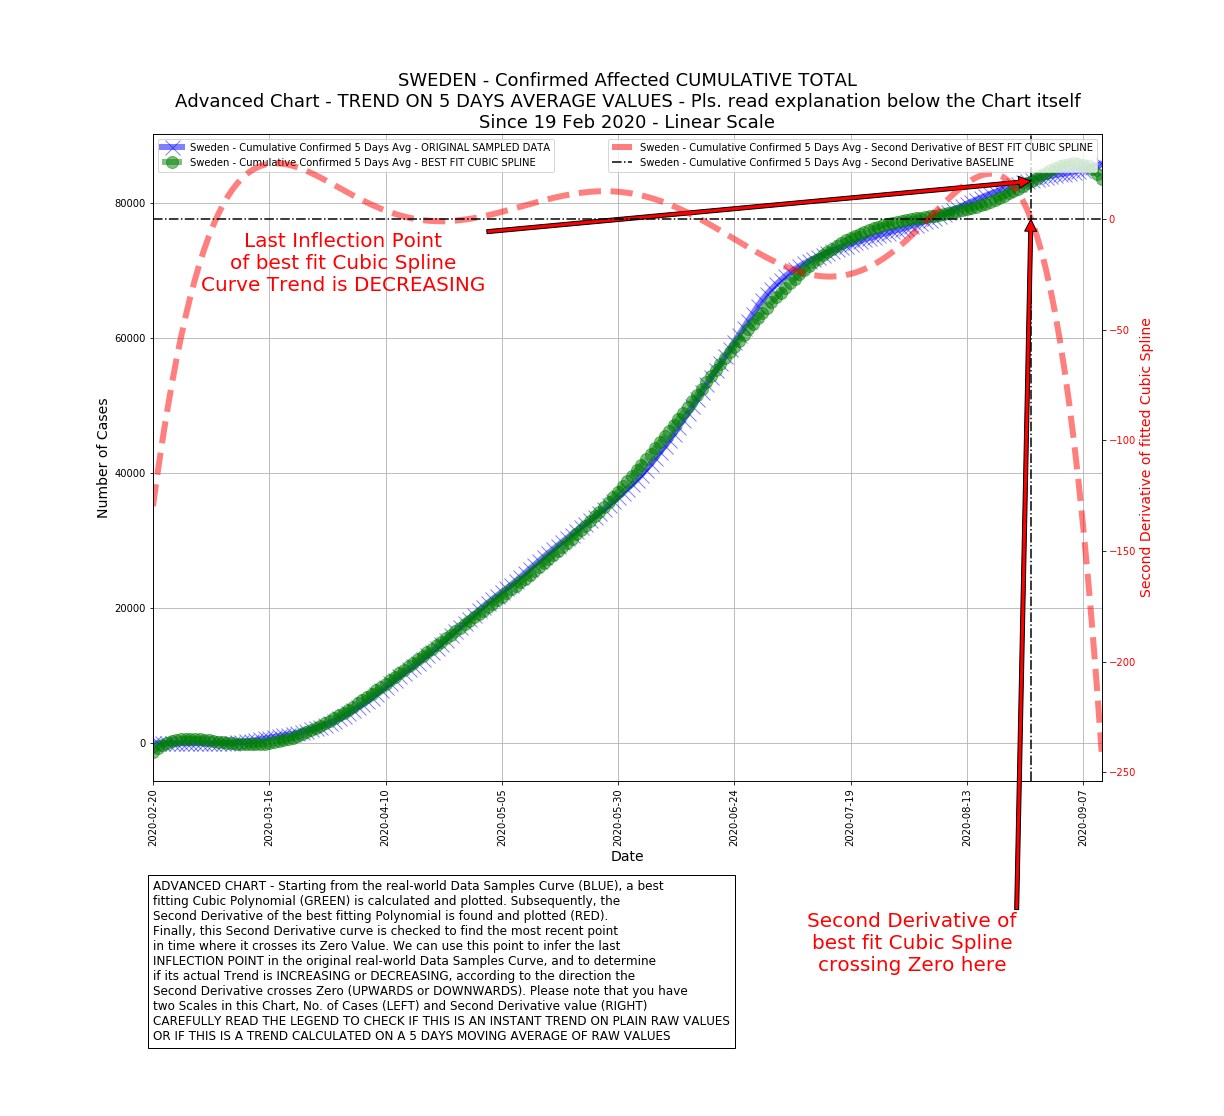 SWEDEN - Confirmed Affected CUMULATIVE TOTAL
Advanced Chart - TREND ON 5 DAYS AVERAGE VALUES - Pls. read explanation below the Chart itself
Since 19 Feb 2020 - Linear Scale
Sweden - Cumulative Confirmed 5 Days Avg - ORIGINAL SAMPLED DATA
Sweden - Cumulative Confirmed 5 Days Avg - BEST FIT CUBIC SPLINE
Sweden - Cumulative Confirmed 5 Days Avg - Second Derivative of BEST FIT CUBIC SPLINE
Sweden - Cumulative Confirmed 5 Days Avg - Second Derivative BASELINE
Last Inflection Point
of best fit Cubic Spline
Curve Trend is DECREASING
Number of Cases
80000
60000
40000
20000
0
0
−50
−100
−150
−200
−250
Second Derivative of fitted Cubic Spline
2020-02-20
2020-03-16
2020-04-10
2020-05-05
2020-05-30
2020-06-24
2020-07-19
2020-08-13
2020-09-07
Date
ADVANCED CHART - Starting from the real-world Data Samples Curve (BLUE), a best
fitting Cubic Polynomial (GREEN) is calculated and plotted. Subsequently, the
Second Derivative of the best fitting Polynomial is found and plotted (RED).
Finally, this Second Derivative curve is checked to find the most recent point
in time where it crosses its Zero Value. We can use this point to infer the last
INFLECTION POINT in the original real-world Data Samples Curve, and to determine
if its actual Trend is INCREASING or DECREASING, according to the direction the
Second Derivative crosses Zero (UPWARDS or DOWNWARDS). Please note that you have
two Scales in this Chart, No. of Cases (LEFT) and Second Derivative value (RIGHT)
CAREFULLY READ THE LEGEND TO CHECK IF THIS IS AN INSTANT TREND ON PLAIN RAW VALUES
OR IF THIS IS A TREND CALCULATED ON A 5 DAYS MOVING AVERAGE OF RAW VALUES
Second Derivative of
best fit Cubic Spline
crossing Zero here